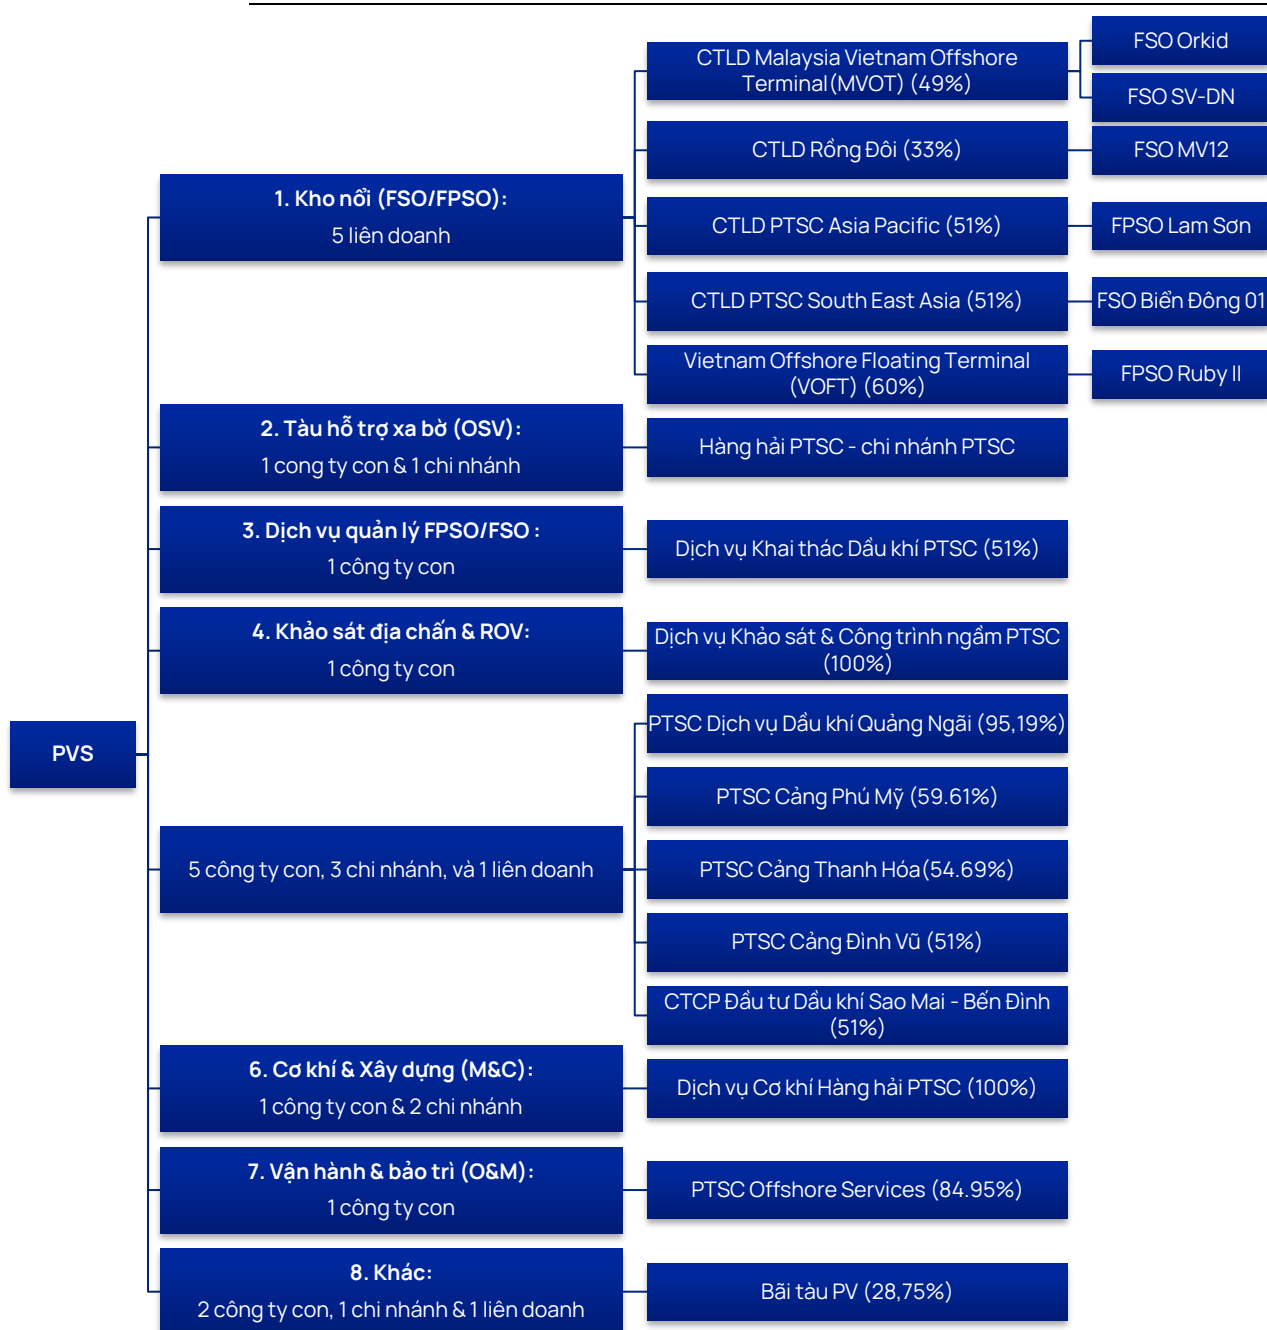 PVS
1. Kho nổi (FSO/FPSO):
5 liên doanh
CTLD Malaysia Vietnam Offshore
Terminal(MVOT) (49%)
FSO Orkid
FSO SV-DN
CTLD Rồng Đôi (33%)
FSO MV12
CTLD PTSC Asia Pacific (51%)
FPSO Lam Sơn
CTLD PTSC South East Asia (51%)
FSO Biển Đông 01
Vietnam Offshore Floating Terminal
(VOFT) (60%)
FPSO Ruby II
2. Tàu hỗ trợ xa bờ (OSV):
1 cong ty con & 1 chi nhánh
Hàng hải PTSC - chi nhánh PTSC
3. Dịch vụ quản lý FPSO/FSO :
1 công ty con
Dịch vụ Khai thác Dầu khí PTSC (51%)
4. Khảo sát địa chấn & ROV:
1 công ty con
Dịch vụ Khảo sát & Công trình ngầm PTSC
(100%)
5 công ty con, 3 chi nhánh, và 1 liên doanh
PTSC Dịch vụ Dầu khí Quảng Ngãi (95,19%)
PTSC Cảng Phú Mỹ (59.61%)
PTSC Cảng Thanh Hóa(54.69%)
PTSC Cảng Đình Vũ (51%)
CTCP Đầu tư Dầu khí Sao Mai - Bến Đình
(51%)
6. Cơ khí & Xây dựng (M&C):
1 công ty con & 2 chi nhánh
Dịch vụ Cơ khí Hàng hải PTSC (100%)
7. Vận hành & bảo trì (O&M):
1 công ty con
PTSC Offshore Services (84.95%)
8. Khác:
2 công ty con, 1 chi nhánh & 1 liên doanh
Bãi tàu PV (28,75%)